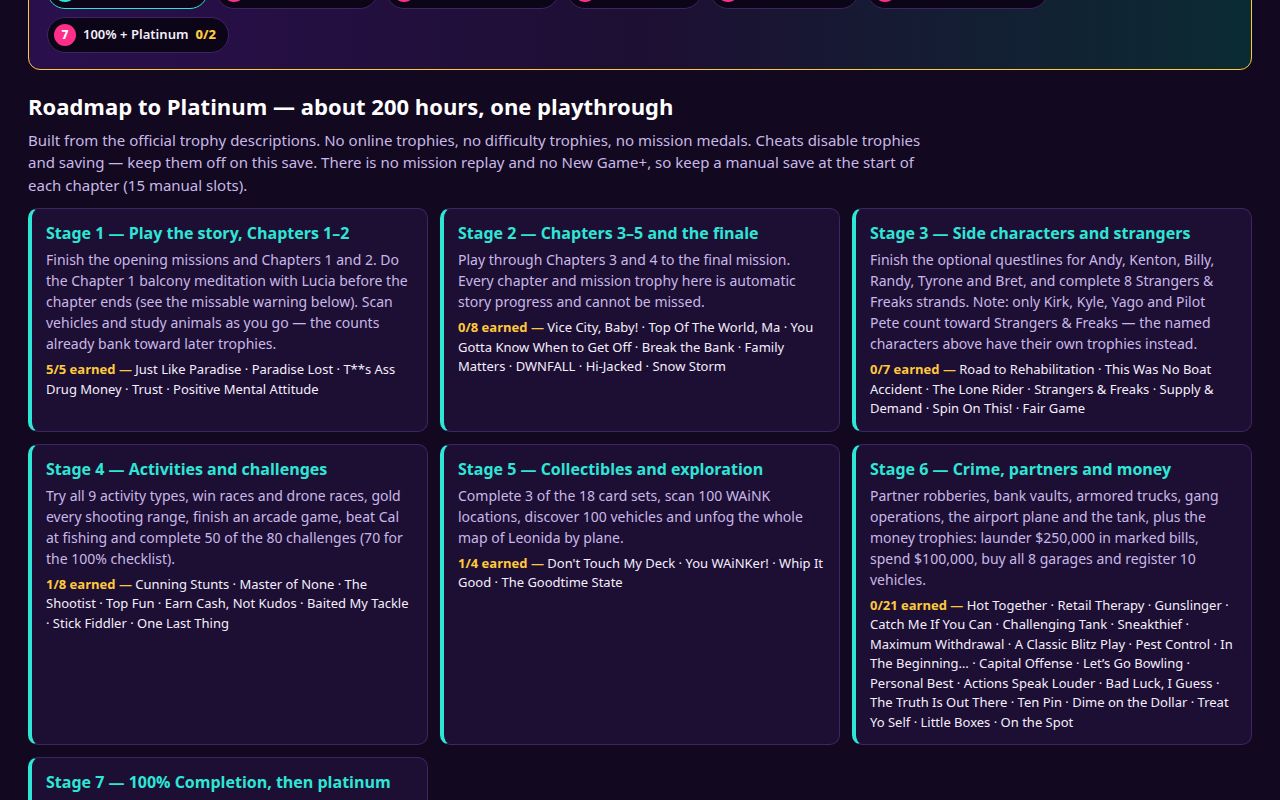 7 100% + Platinum 0/2
Roadmap to Platinum — about 200 hours, one playthrough
Built from the official trophy descriptions. No online trophies, no difficulty trophies, no mission medals. Cheats disable trophies
and saving — keep them off on this save. There is no mission replay and no New Game+, so keep a manual save at the start of
each chapter (15 manual slots).
Stage 1 — Play the story, Chapters 1–2
Finish the opening missions and Chapters 1 and 2. Do
the Chapter 1 balcony meditation with Lucia before the
chapter ends (see the missable warning below). Scan
vehicles and study animals as you go — the counts
already bank toward later trophies.
5/5 earned — Just Like Paradise · Paradise Lost · T**s Ass
Drug Money · Trust · Positive Mental Attitude
Stage 2 — Chapters 3–5 and the finale
Play through Chapters 3 and 4 to the final mission.
Every chapter and mission trophy here is automatic
story progress and cannot be missed.
0/8 earned — Vice City, Baby! · Top Of The World, Ma · You
Gotta Know When to Get Off · Break the Bank · Family
Matters · DWNFALL · Hi-Jacked · Snow Storm
Stage 3 — Side characters and strangers
Finish the optional questlines for Andy, Kenton, Billy,
Randy, Tyrone and Bret, and complete 8 Strangers &
Freaks strands. Note: only Kirk, Kyle, Yago and Pilot
Pete count toward Strangers & Freaks — the named
characters above have their own trophies instead.
0/7 earned — Road to Rehabilitation · This Was No Boat
Accident · The Lone Rider · Strangers & Freaks · Supply &
Demand · Spin On This! · Fair Game
Stage 4 — Activities and challenges
Try all 9 activity types, win races and drone races, gold
every shooting range, finish an arcade game, beat Cal
at fishing and complete 50 of the 80 challenges (70 for
the 100% checklist).
1/8 earned — Cunning Stunts · Master of None · The
Shootist · Top Fun · Earn Cash, Not Kudos · Baited My Tackle
· Stick Fiddler · One Last Thing
Stage 5 — Collectibles and exploration
Complete 3 of the 18 card sets, scan 100 WAiNK
locations, discover 100 vehicles and unfog the whole
map of Leonida by plane.
1/4 earned — Don't Touch My Deck · You WAiNKer! · Whip It
Good · The Goodtime State
Stage 6 — Crime, partners and money
Partner robberies, bank vaults, armored trucks, gang
operations, the airport plane and the tank, plus the
money trophies: launder $250,000 in marked bills,
spend $100,000, buy all 8 garages and register 10
vehicles.
0/21 earned — Hot Together · Retail Therapy · Gunslinger ·
Catch Me If You Can · Challenging Tank · Sneakthief ·
Maximum Withdrawal · A Classic Blitz Play · Pest Control · In
The Beginning... · Capital Offense · Let's Go Bowling ·
Personal Best · Actions Speak Louder · Bad Luck, I Guess ·
The Truth Is Out There · Ten Pin · Dime on the Dollar · Treat
Yo Self · Little Boxes · On the Spot
Stage 7 — 100% Completion, then platinum